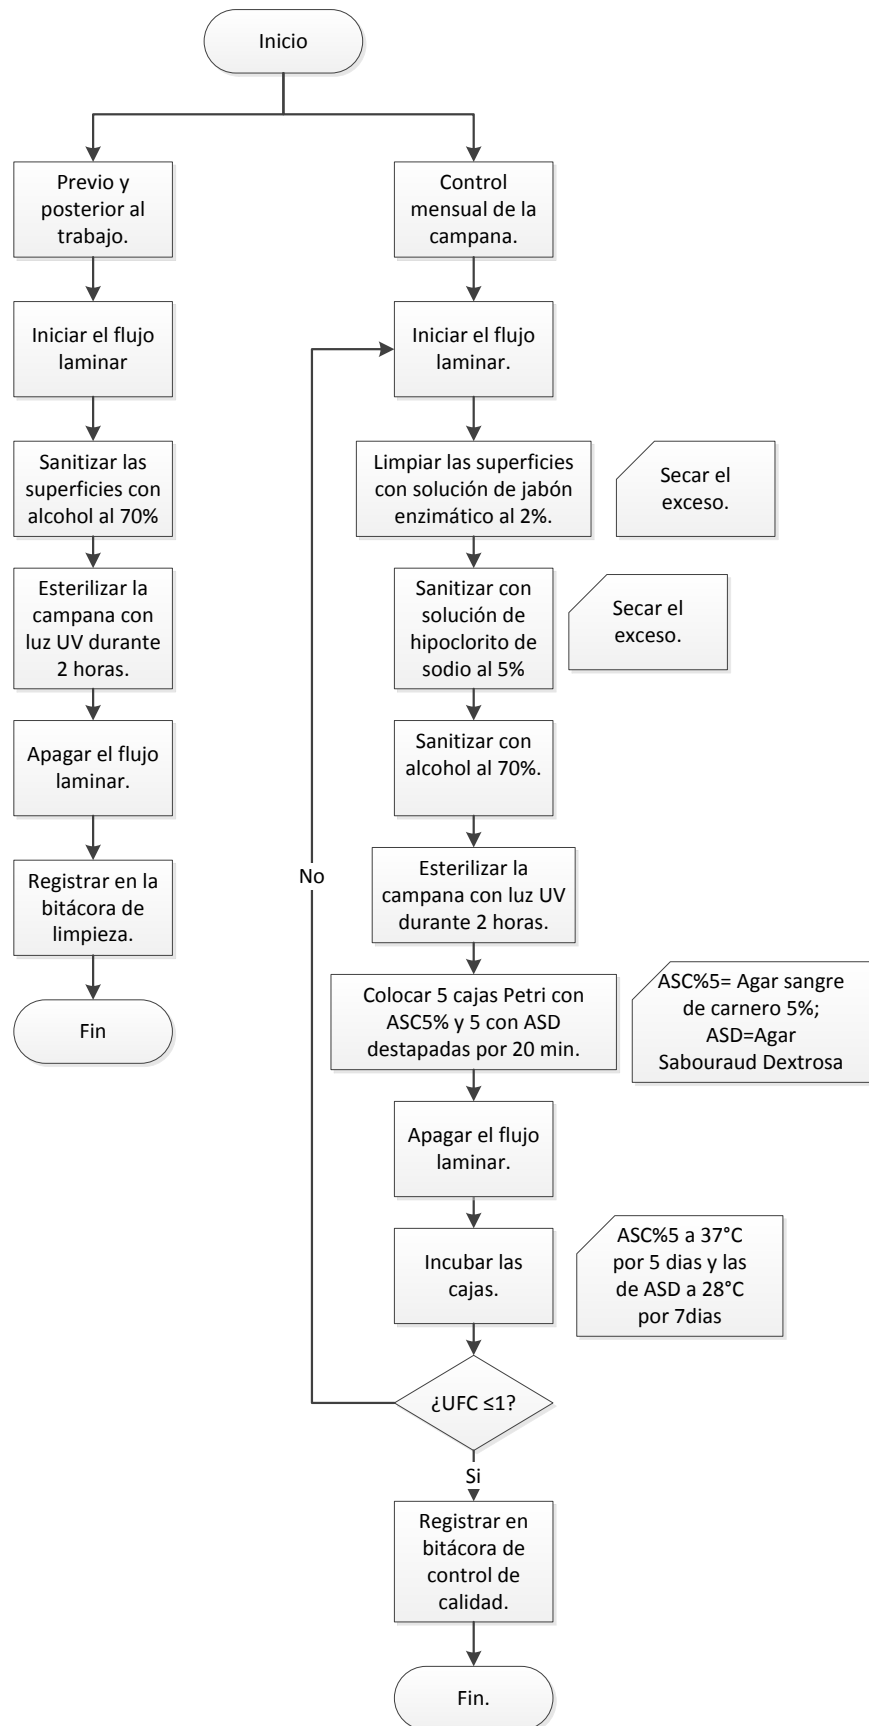 Inicio
Previo y
posterior al
trabajo.
Iniciar el flujo
laminar
Sanitizar las
superficies con
alcohol al 70%
Esterilizar la
campana con
luz UV durante
2 horas.
Apagar el flujo
laminar.
Registrar en la
bitácora de
limpieza.
Fin
Control
mensual de la
campana.
Iniciar el flujo
laminar.
Limpiar las superficies
con solución de jabón
enzimático al 2%.
Secar el
exceso.
Sanitizar con
solución de
hipoclorito de
sodio al 5%
Secar el
exceso.
Sanitizar con
alcohol al 70%.
Esterilizar la
campana con luz UV
durante 2 horas.
Colocar 5 cajas Petri con
ASC5% y 5 con ASD
destapadas por 20 min.
ASC%5= Agar sangre
de carnero 5%;
ASD=Agar
Sabouraud Dextrosa
Apagar el flujo
laminar.
Incubar las
cajas.
ASC%5 a 37°C
por 5 dias y las
de ASD a 28°C
por 7dias
¿UFC ≤1?
No
Si
Registrar en
bitácora de
control de
calidad.
Fin.